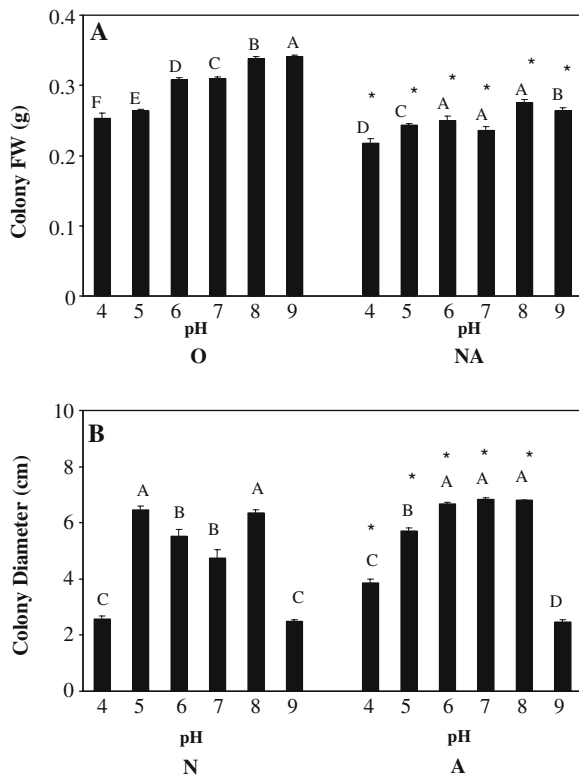 A
Colony FW (g)
0.4
0.3
0.2
0.1
0
F E D C B A
* * * * * *
D C A A A B
4 5 6 7 8 9 4 5 6 7 8 9
pH pH
O NA
B
Colony Diameter (cm)
10
8
6
4
2
0
C A B B A C
* * * * *
C B A A A D
4 5 6 7 8 9 4 5 6 7 8 9
pH pH
N A